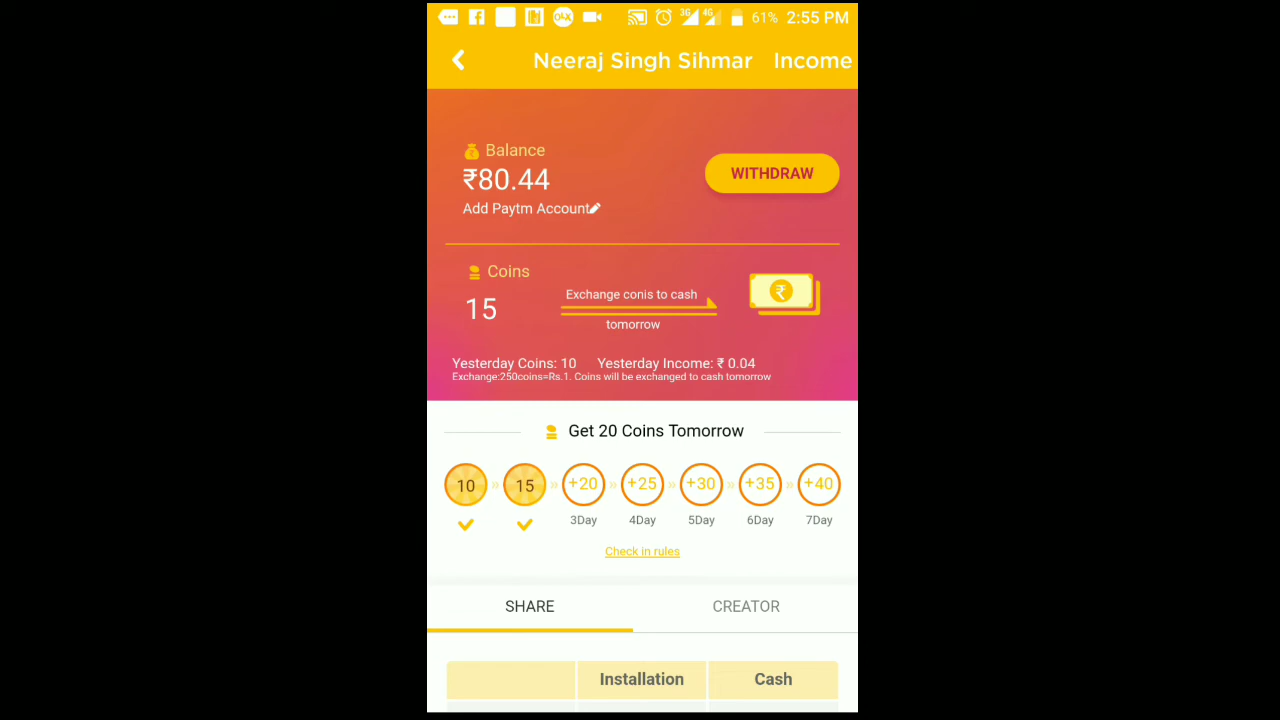 3G 4G 61% 2:55 PM
Neeraj Singh Sihmar Income
Balance
₹80.44
WITHDRAW
Add Paytm Account
Coins
15
Exchange conis to cash
tomorrow
₹
Yesterday Coins: 10 Yesterday Income: ₹ 0.04
Exchange:250coins=Rs.1. Coins will be exchanged to cash tomorrow
Get 20 Coins Tomorrow
10 » 15 » +20 » +25 » +30 » +35 » +40
3Day 4Day 5Day 6Day 7Day
Check in rules
SHARE CREATOR
Installation Cash